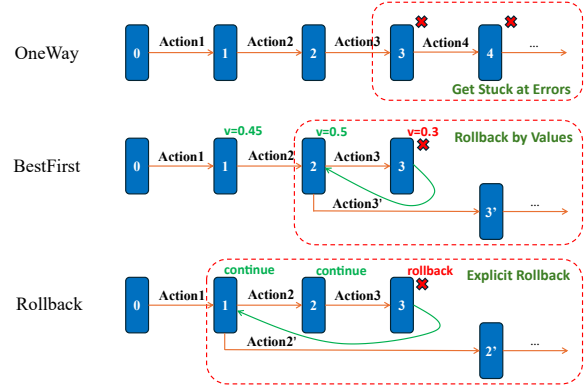 OneWay
0
Action1
1
Action2
2
Action3
3
Action4
4
...
Get Stuck at Errors
BestFirst
v=0.45
v=0.5
v=0.3
Rollback by Values
0
Action1
1
Action2
2
Action3
3
Action3'
3'
...
Rollback
continue
continue
rollback
Explicit Rollback
0
Action1
1
Action2
2
Action3
3
Action2'
2'
...